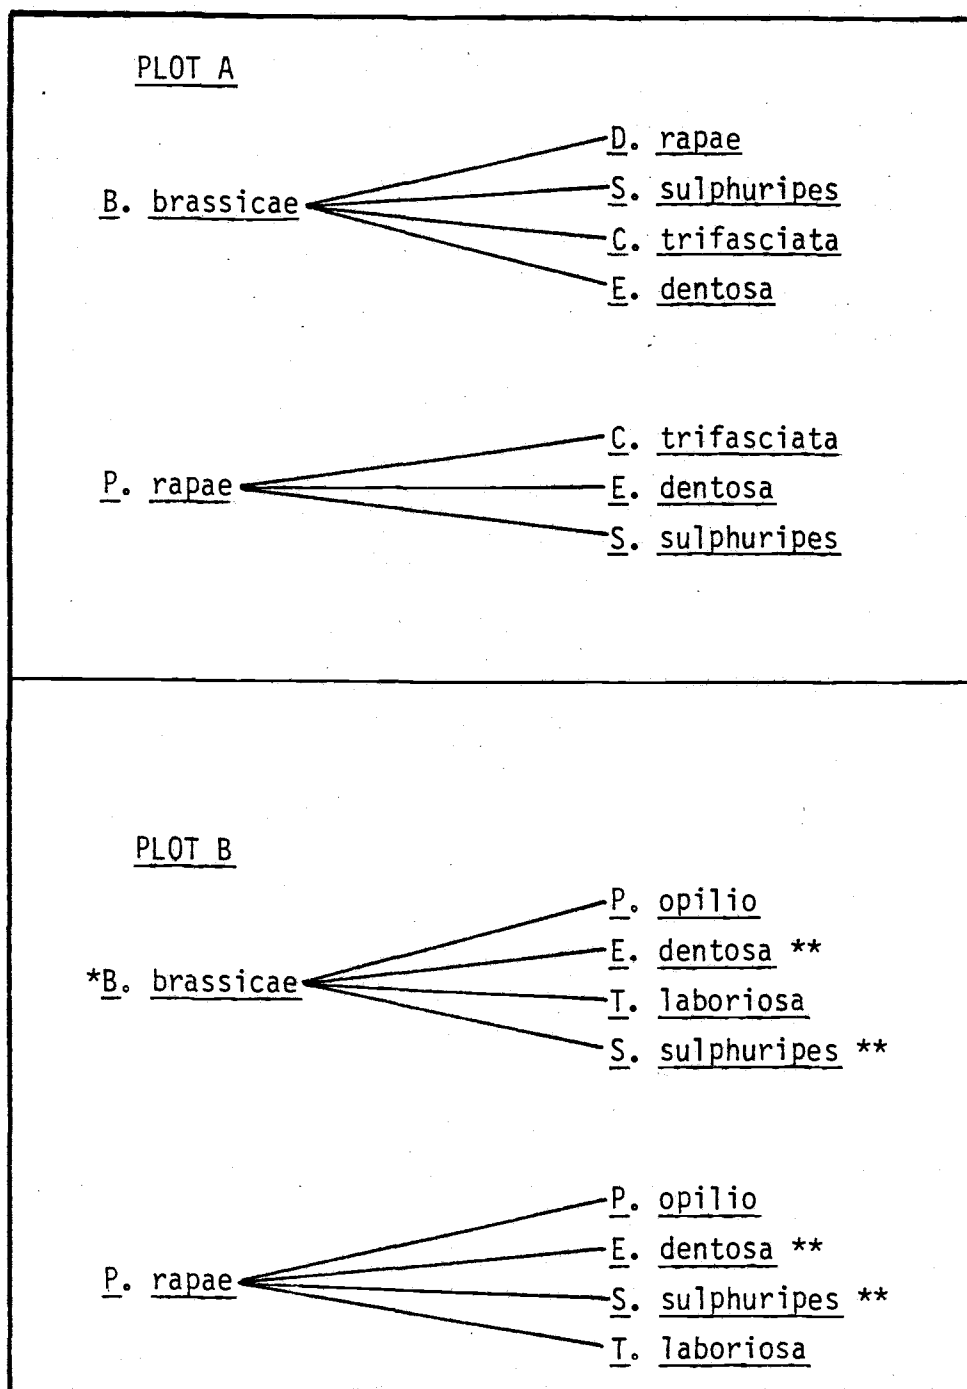 PLOT A
D. rapae
S. sulphuripes
B. brassicae
C. trifasciata
E. dentosa
C. trifasciata
P. rapae
E. dentosa
S. sulphuripes
PLOT B
P. opilio
E. dentosa **
*B. brassicae
T. laboriosa
S. sulphuripes **
P. opilio
E. dentosa **
P. rapae
S. sulphuripes **
T. laboriosa